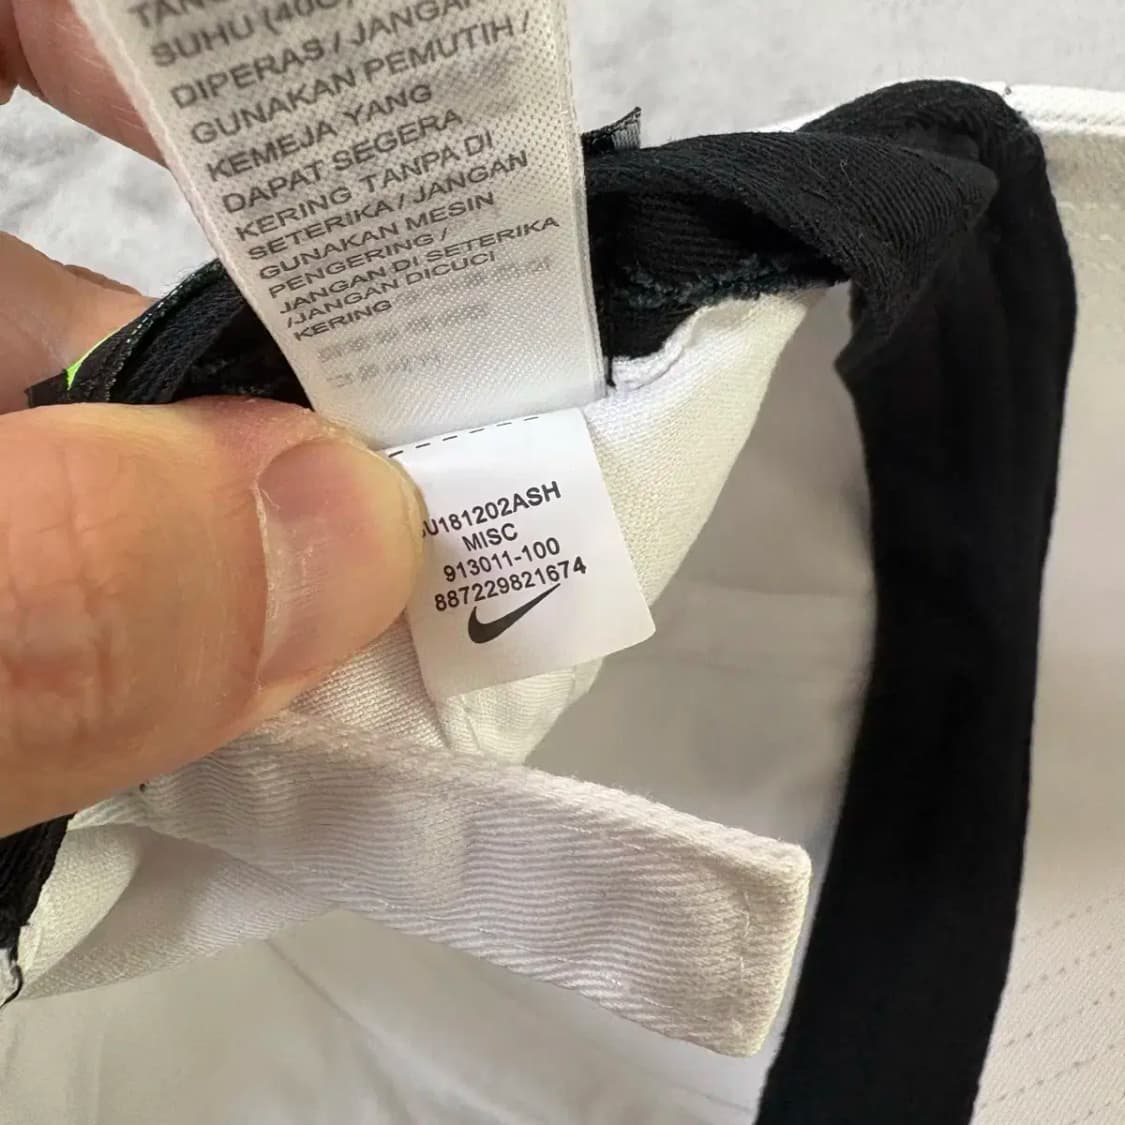 SUHU (40C)
DIPERAS / JANGAN
GUNAKAN PEMUTIH /
KEMEJA YANG
DAPAT SEGERA
KERING TANPA DI
SETERIKA / JANGAN
GUNAKAN MESIN
PENGERING /
JANGAN DI SETERIKA
/JANGAN DICUCI
KERING
U181202ASH
MISC
913011-100
887229821674